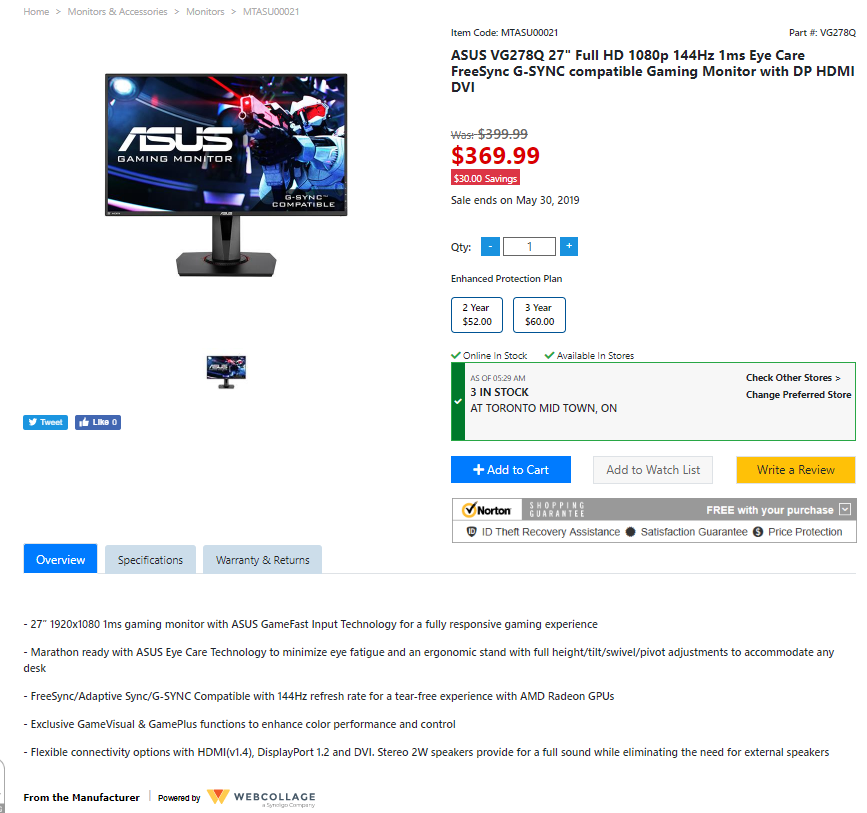 Home > Monitors & Accessories > Monitors > MTASU00021
Item Code: MTASU00021 Part #: VG278Q
ASUS VG278Q 27" Full HD 1080p 144Hz 1ms Eye Care
FreeSync G-SYNC compatible Gaming Monitor with DP HDMI
DVI
ASUS
GAMING MONITOR
G-SYNC™
COMPATIBLE
Was: $399.99
$369.99
$30.00 Savings
Sale ends on May 30, 2019
Qty: - 1 +
Enhanced Protection Plan
2 Year 3 Year
$52.00 $60.00
Online In Stock Available In Stores
AS OF 05:29 AM Check Other Stores >
3 IN STOCK Change Preferred Store
AT TORONTO MID TOWN, ON
Tweet Like 0
Add to Cart Add to Watch List Write a Review
Norton SHOPPING GUARANTEE FREE with your purchase
ID Theft Recovery Assistance Satisfaction Guarantee Price Protection
Overview Specifications Warranty & Returns
- 27” 1920x1080 1ms gaming monitor with ASUS GameFast Input Technology for a fully responsive gaming experience
- Marathon ready with ASUS Eye Care Technology to minimize eye fatigue and an ergonomic stand with full height/tilt/swivel/pivot adjustments to accommodate any
desk
- FreeSync/Adaptive Sync/G-SYNC Compatible with 144Hz refresh rate for a tear-free experience with AMD Radeon GPUs
- Exclusive GameVisual & GamePlus functions to enhance color performance and control
- Flexible connectivity options with HDMI(v1.4), DisplayPort 1.2 and DVI. Stereo 2W speakers provide for a full sound while eliminating the need for external speakers
From the Manufacturer Powered by WEBCOLLAGE
a Syndigo Company